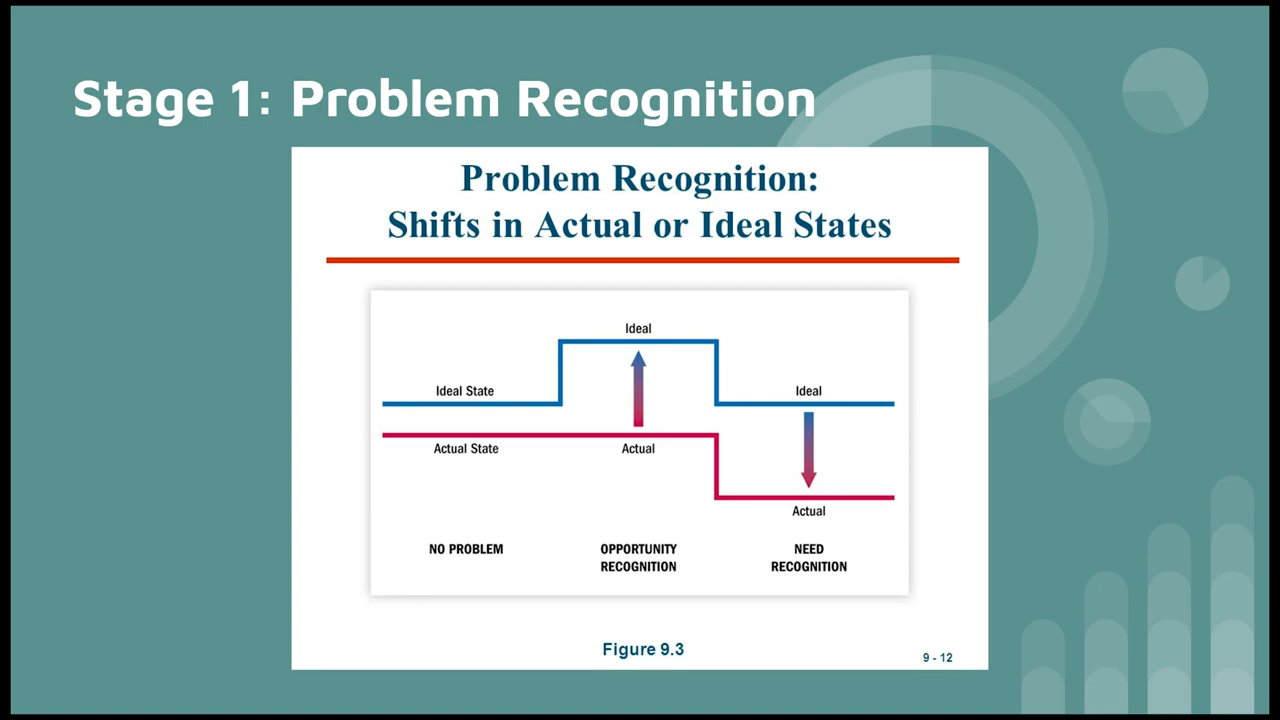 Stage 1: Problem Recognition
Problem Recognition:
Shifts in Actual or Ideal States
Ideal
Ideal State
Ideal
Actual State
Actual
Actual
NO PROBLEM
OPPORTUNITY
RECOGNITION
NEED
RECOGNITION
Figure 9.3
9 - 12